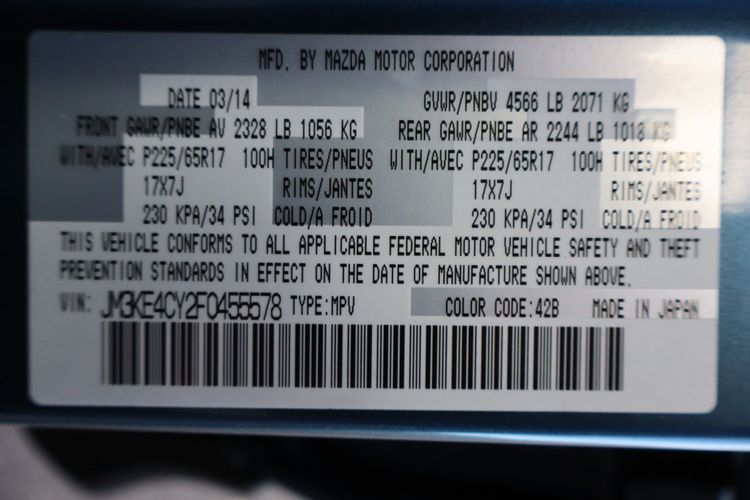 MFD. BY MAZDA MOTOR CORPORATION
DATE 03/14 GVWR/PNBV 4566 LB 2071 KG
FRONT GAWR/PNBE AV 2328 LB 1056 KG REAR GAWR/PNBE AR 2244 LB 1018 KG
WITH/AVEC P225/65R17 100H TIRES/PNEUS WITH/AVEC P225/65R17 100H TIRES/PNEUS
17X7J RIMS/JANTES 17X7J RIMS/JANTES
230 KPA/34 PSI COLD/A FROID 230 KPA/34 PSI COLD/A FROID
THIS VEHICLE CONFORMS TO ALL APPLICABLE FEDERAL MOTOR VEHICLE SAFETY AND THEFT
PREVENTION STANDARDS IN EFFECT ON THE DATE OF MANUFACTURE SHOWN ABOVE.
VIN: JM3KE4CY2F0455578 TYPE:MPV COLOR CODE:42B MADE IN JAPAN